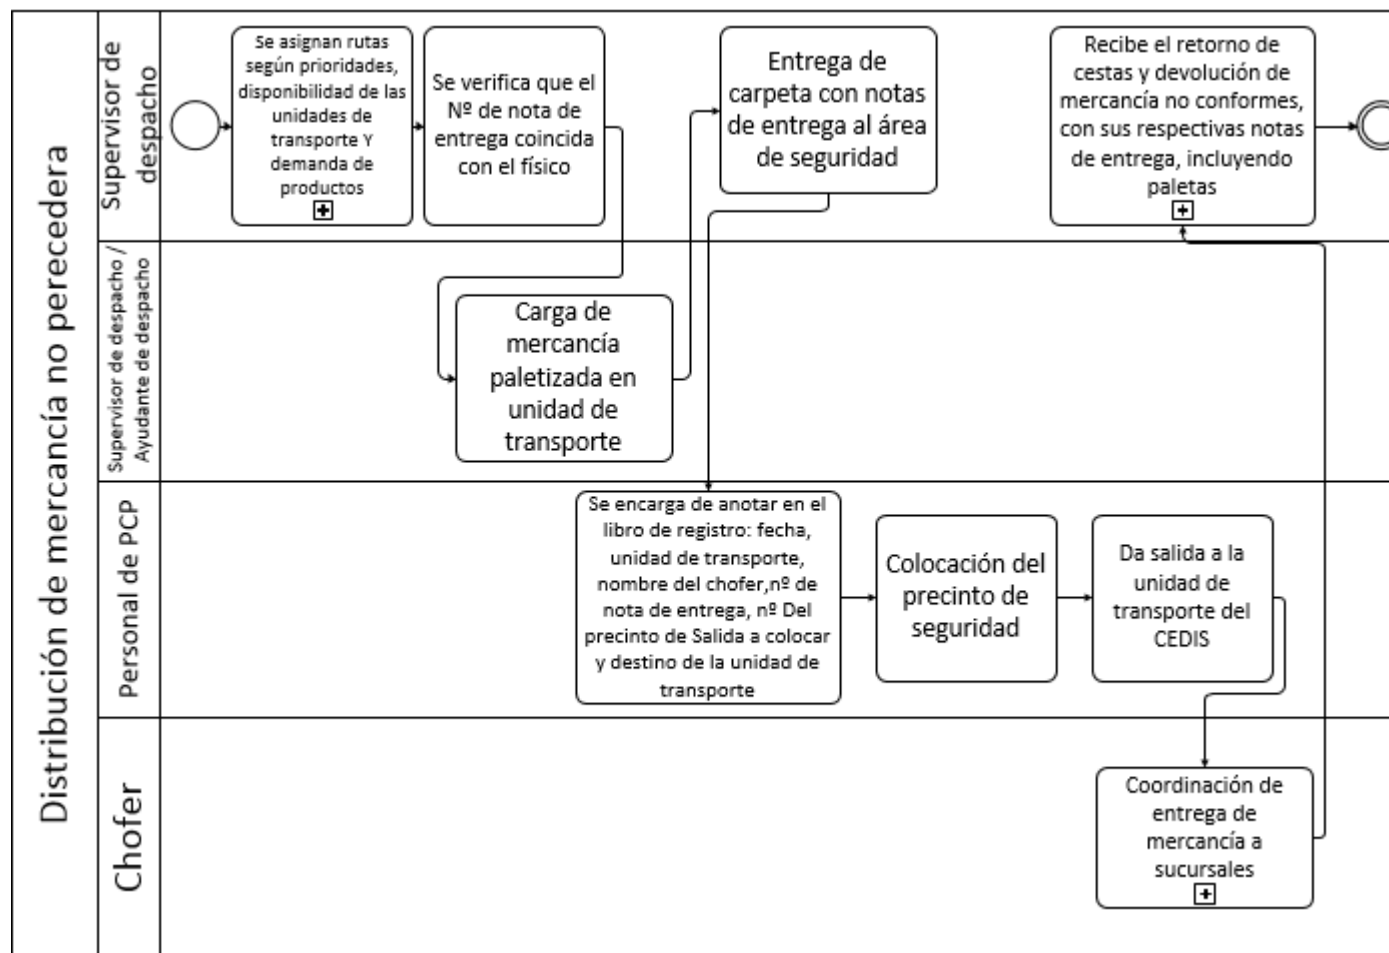 Distribución de mercancía no perecedera
Supervisor de
despacho
Se asignan rutas
según prioridades,
disponibilidad de las
unidades de
transporte Y
demanda de
productos
Se verifica que el
Nº de nota de
entrega coincida
con el físico
Entrega de
carpeta con notas
de entrega al área
de seguridad
Recibe el retorno de
cestas y devolución de
mercancía no conformes,
con sus respectivas notas
de entrega, incluyendo
paletas
Supervisor de despacho /
Ayudante de despacho
Carga de
mercancía
paletizada en
unidad de
transporte
Personal de PCP
Se encarga de anotar en el
libro de registro: fecha,
unidad de transporte,
nombre del chofer,nº de
nota de entrega, nº Del
precinto de Salida a colocar
y destino de la unidad de
transporte
Colocación del
precinto de
seguridad
Da salida a la
unidad de
transporte del
CEDIS
Chofer
Coordinación de
entrega de
mercancía a
sucursales